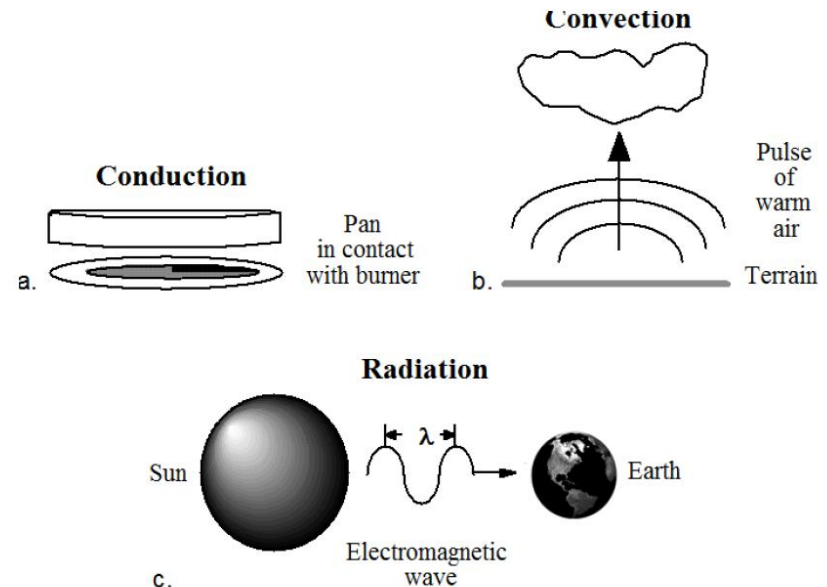 Conduction
Pan
in contact
with burner
a.
Convection
Pulse
of
warm
air
Terrain
b.
Radiation
λ
Sun
Earth
Electromagnetic
wave
c.